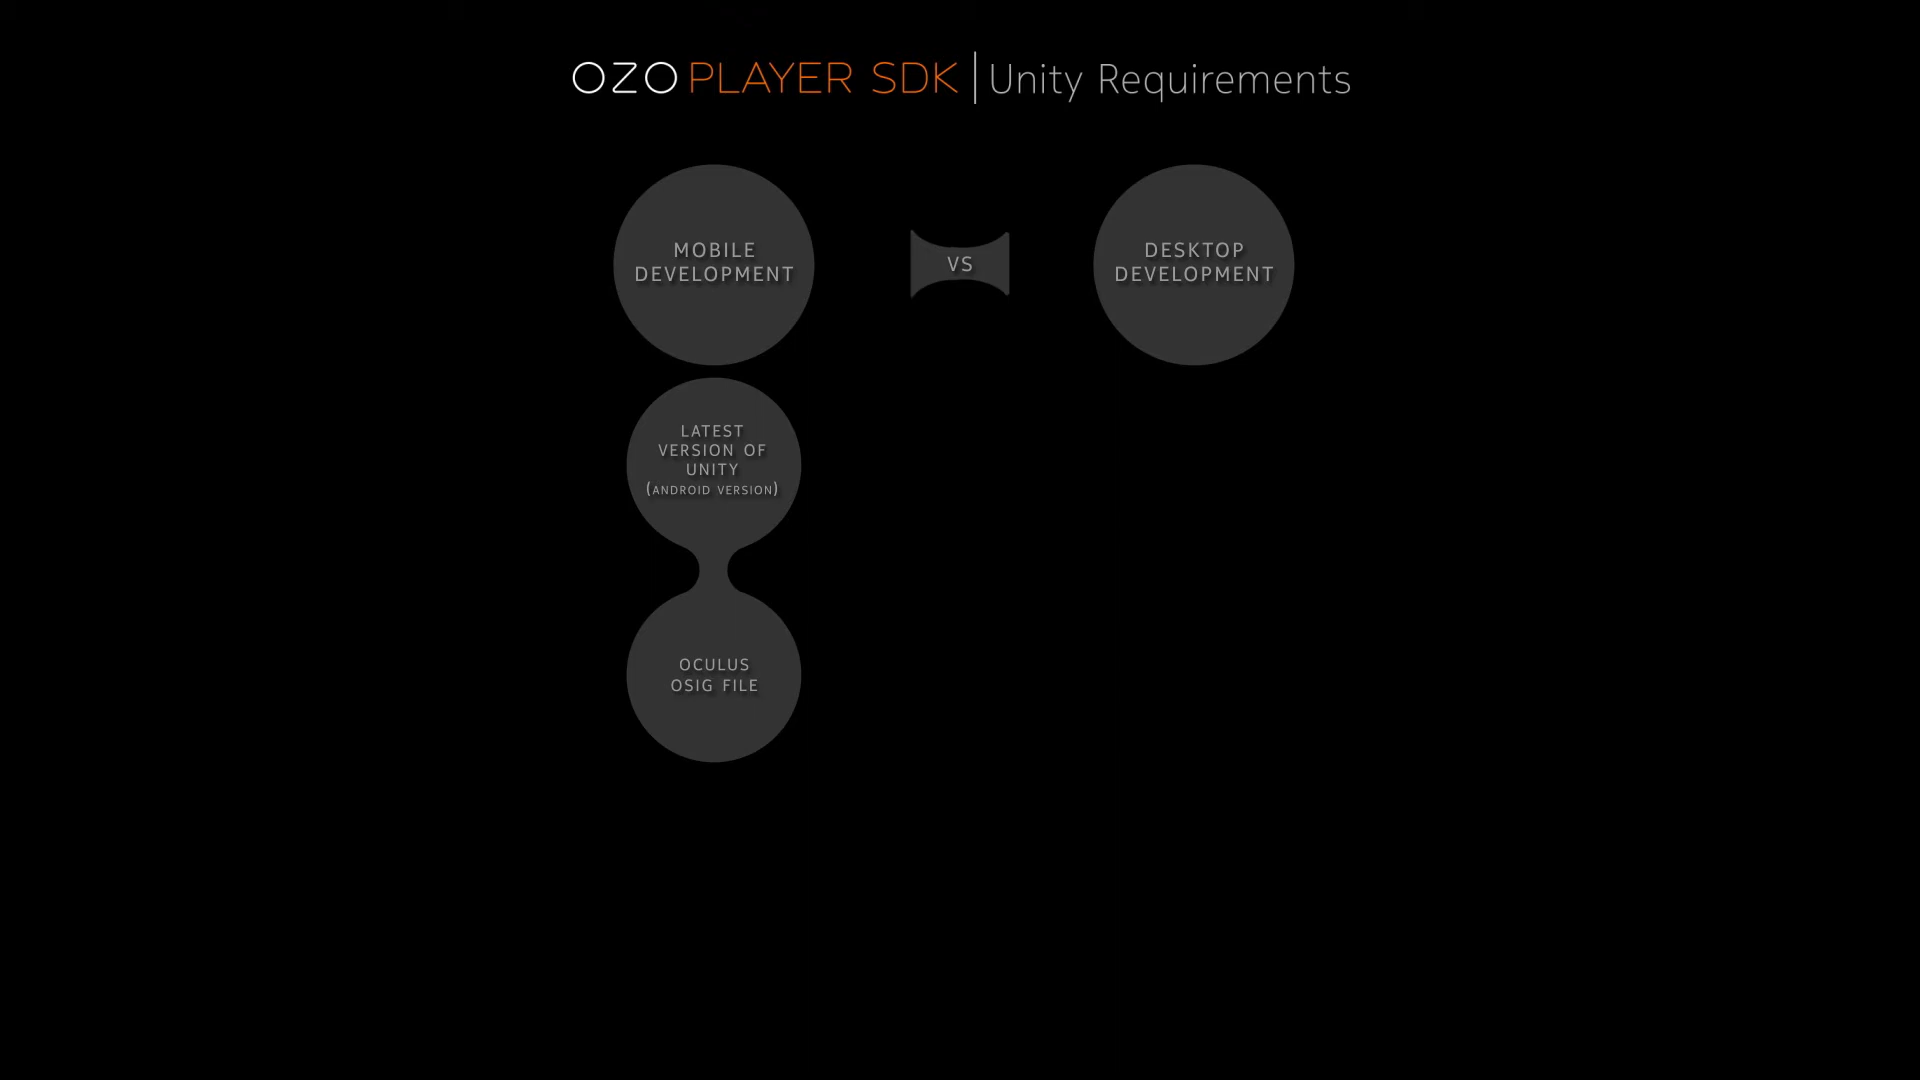 OZO PLAYER SDK | Unity Requirements
MOBILE
DEVELOPMENT
VS
DESKTOP
DEVELOPMENT
LATEST
VERSION OF
UNITY
(ANDROID VERSION)
OCULUS
OSIG FILE